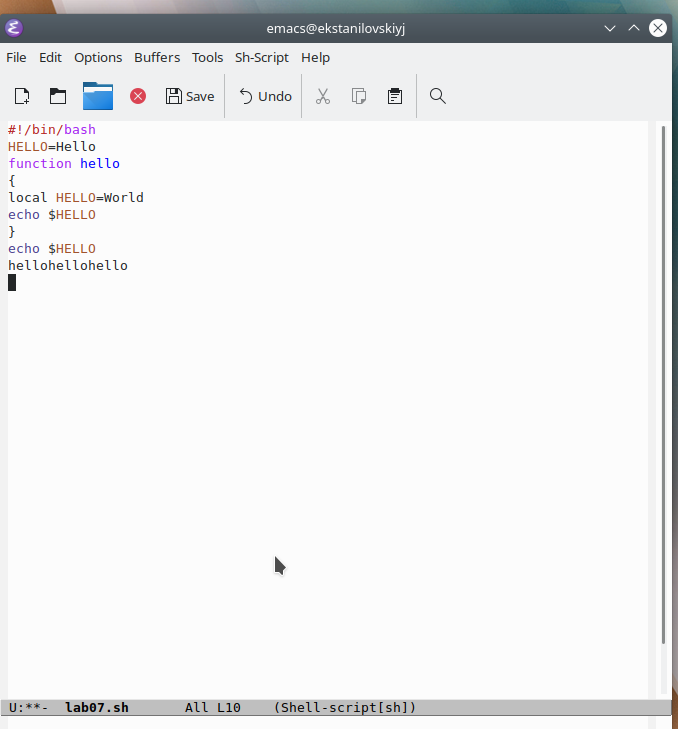 emacs@ekstanilovskiyj
File Edit Options Buffers Tools Sh-Script Help
Save Undo
#!/bin/bash
HELLO=Hello
function hello
{
local HELLO=World
echo $HELLO
}
echo $HELLO
hellohellohello
U:**- lab07.sh All L10 (Shell-script[sh])